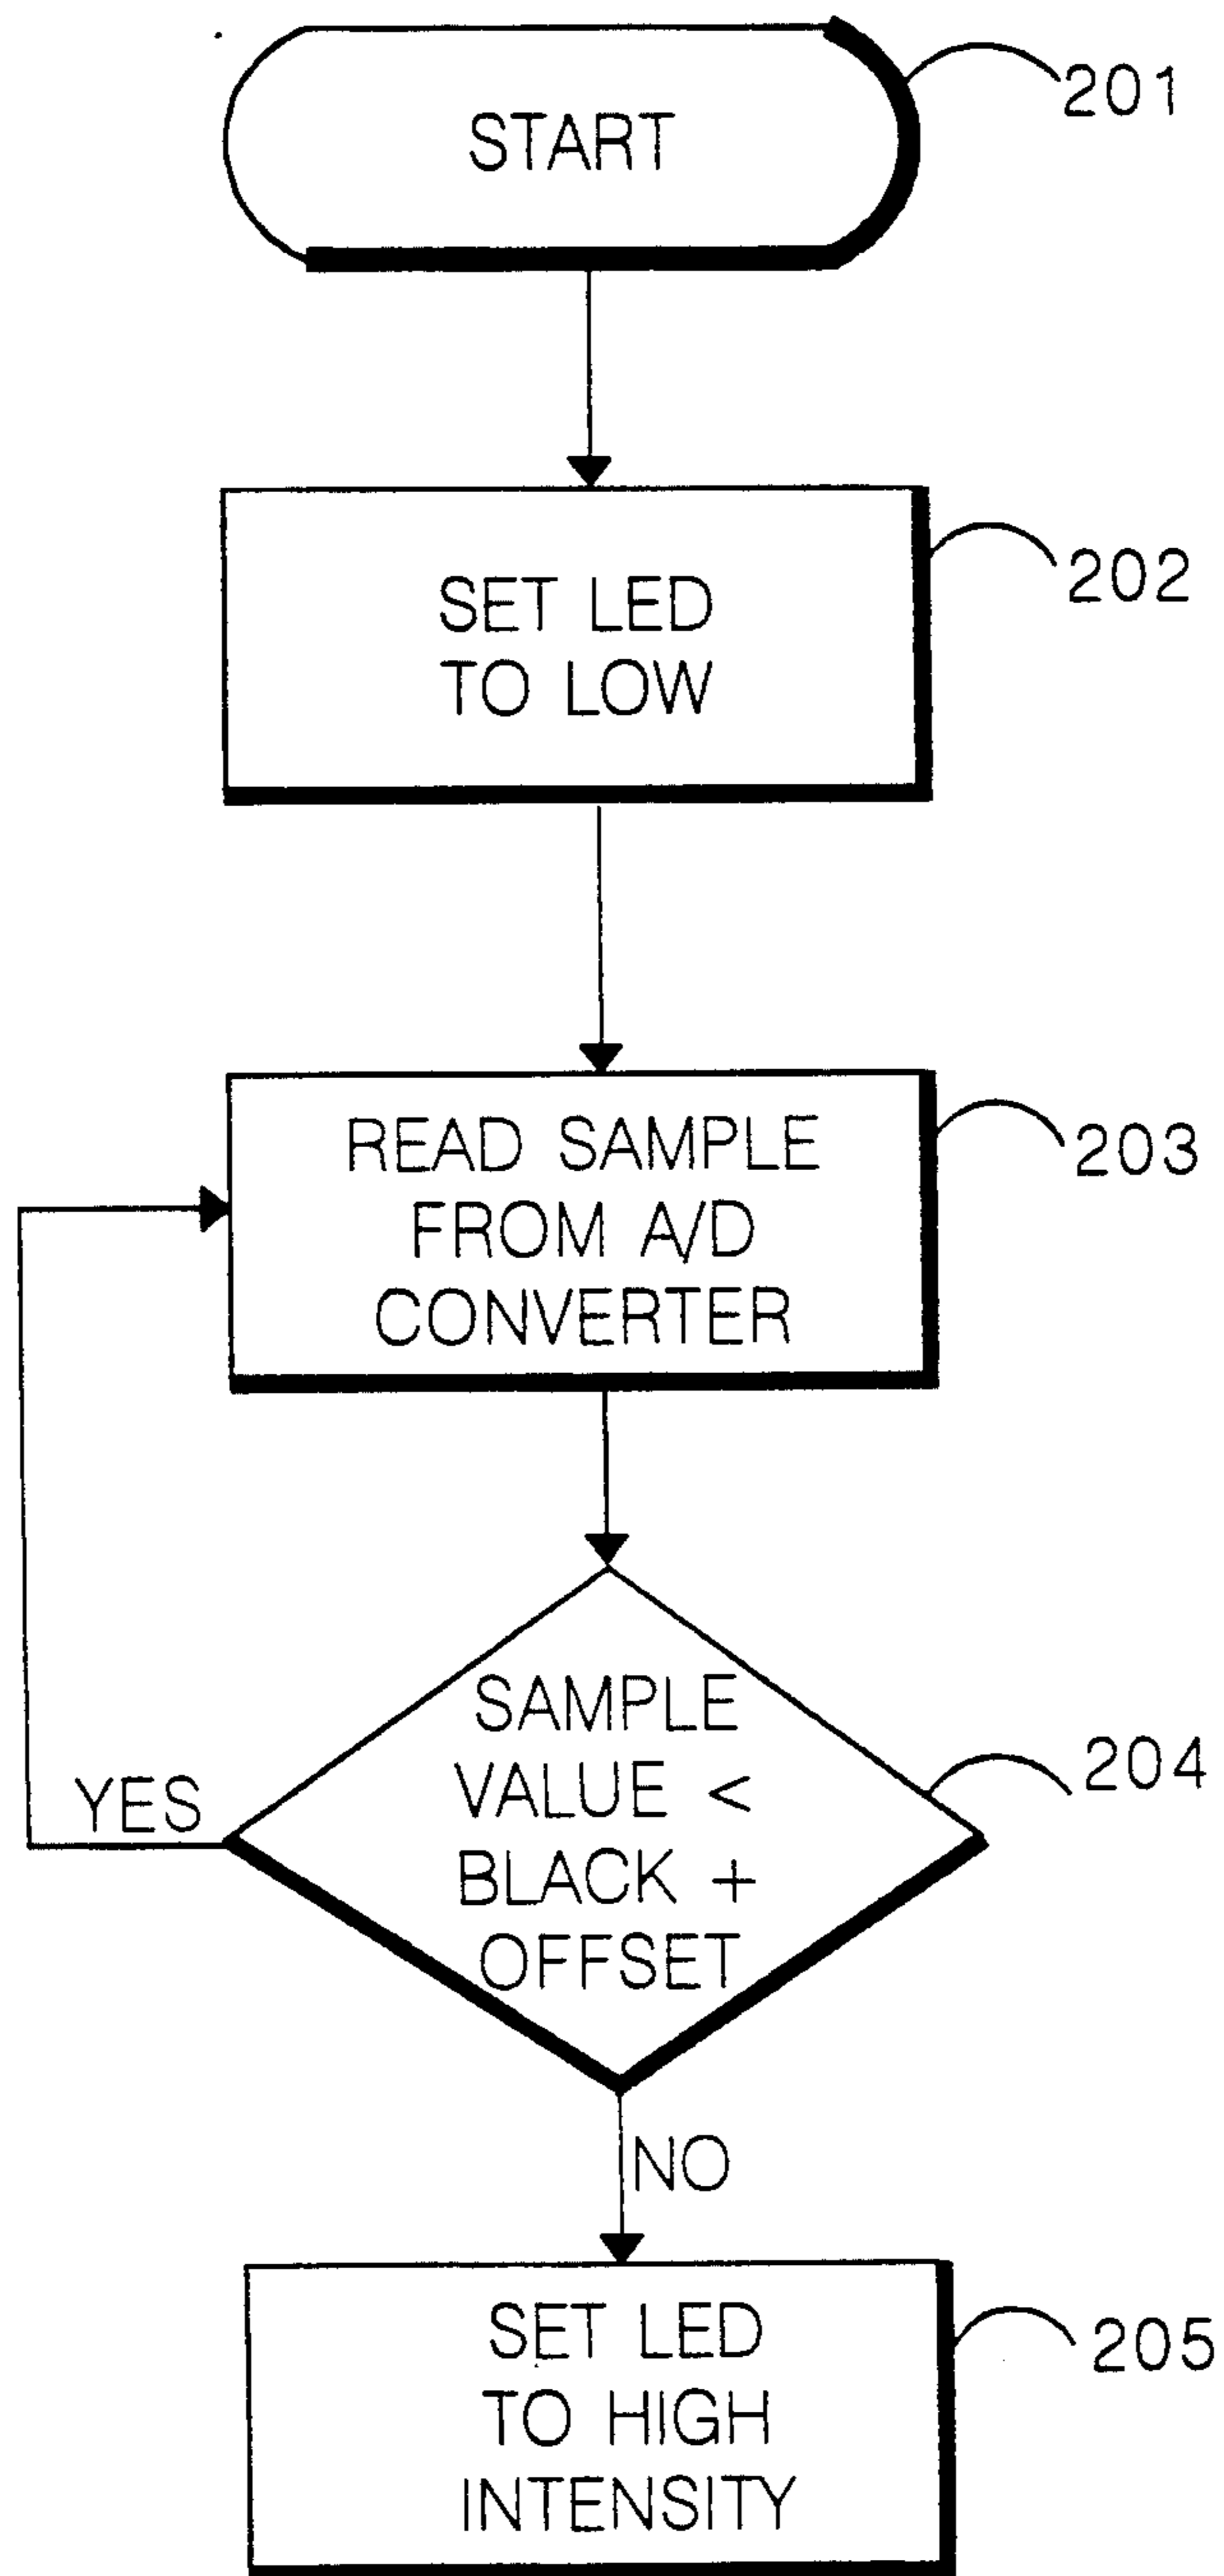 START
201
SET LED
TO LOW
202
READ SAMPLE
FROM A/D
CONVERTER
203
SAMPLE
VALUE <
BLACK +
OFFSET
204
YES
NO
SET LED
TO HIGH
INTENSITY
205